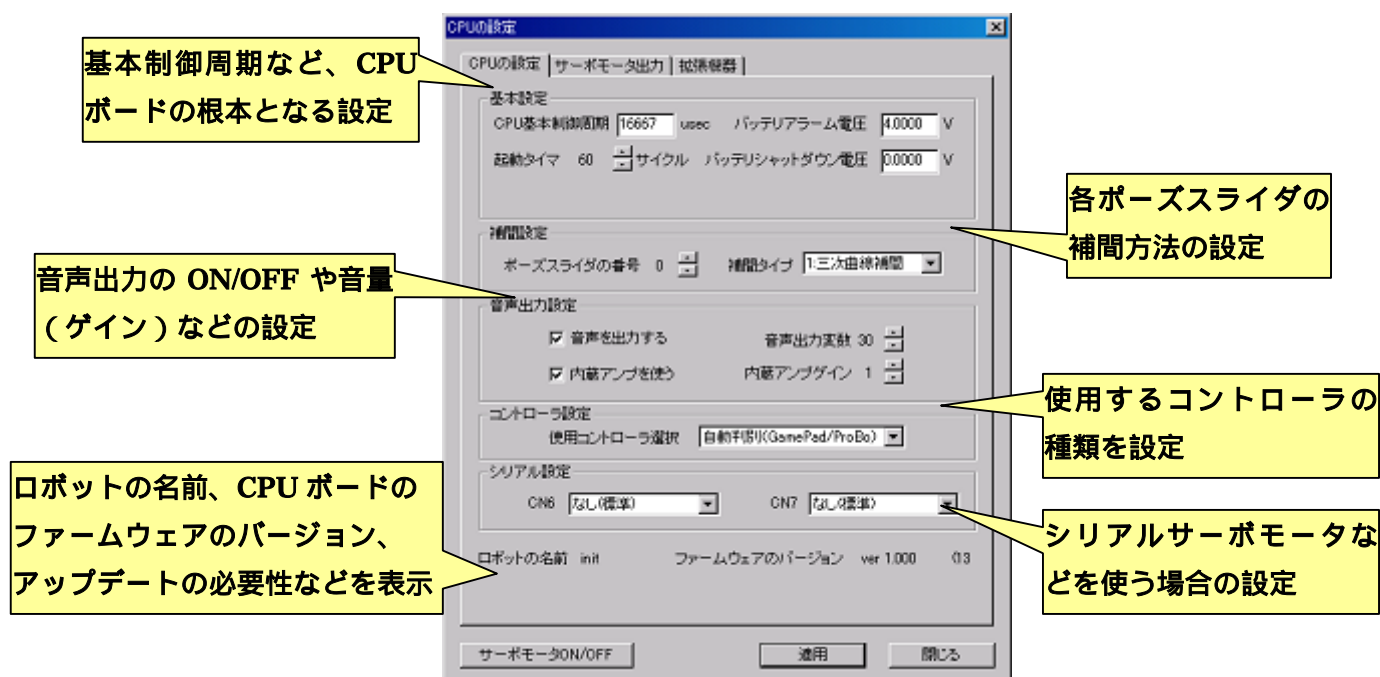 CPUの設定
基本制御周期など、CPU
ボードの根本となる設定
CPUの設定 サーボモータ出力 拡張機器
基本設定
CPU基本制御周期 16667 usec バッテリアラーム電圧 4.0000 V
起動タイマ 60 サイクル バッテリシャットダウン電圧 0.0000 V
各ポーズスライダの
補間方法の設定
補間設定
ポーズスライダの番号 0 補間タイプ 1:三次曲線補間
音声出力の ON/OFF や音量
(ゲイン)などの設定
音声出力設定
音声を出力する 音声出力変数 30
内蔵アンプを使う 内蔵アンプゲイン 1
使用するコントローラの
種類を設定
コントローラ設定
使用コントローラ選択 自動判別(GamePad/ProBo)
ロボットの名前、CPU ボードの
ファームウェアのバージョン、
アップデートの必要性などを表示
シリアル設定
CN6 なし(標準) CN7 なし(標準)
シリアルサーボモータな
どを使う場合の設定
ロボットの名前 init ファームウェアのバージョン ver 1.000
サーボモータON/OFF 適用 閉じる